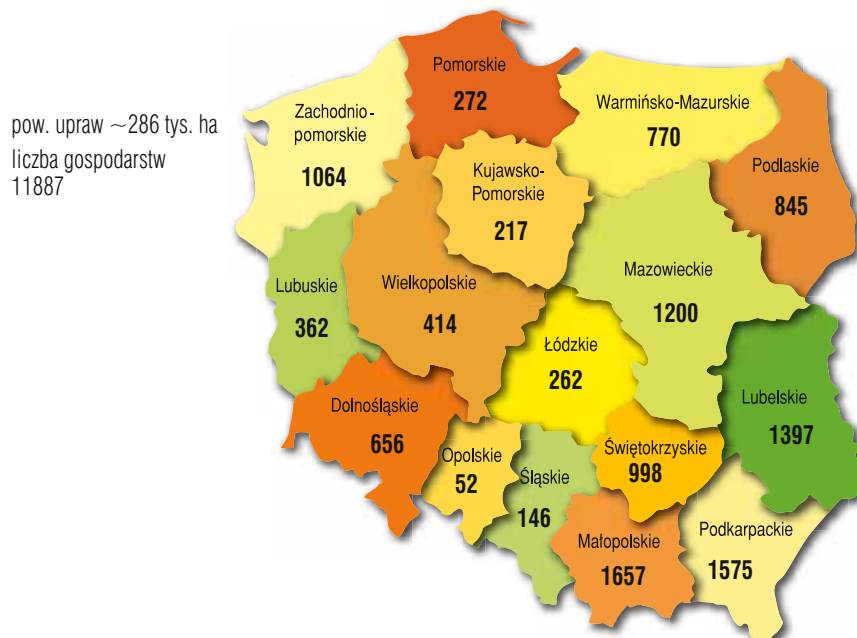 pow. upraw ~286 tys. ha
liczba gospodarstw
11887
Pomorskie
272
Warmińsko-Mazurskie
770
Zachodnio-
pomorskie
1064
Podlaskie
845
Kujawsko-
Pomorskie
217
Mazowieckie
1200
Lubuskie
362
Wielkopolskie
414
Łódzkie
262
Lubelskie
1397
Dolnośląskie
656
Opolskie
52
Śląskie
146
Świętokrzyskie
998
Małopolskie
1657
Podkarpackie
1575